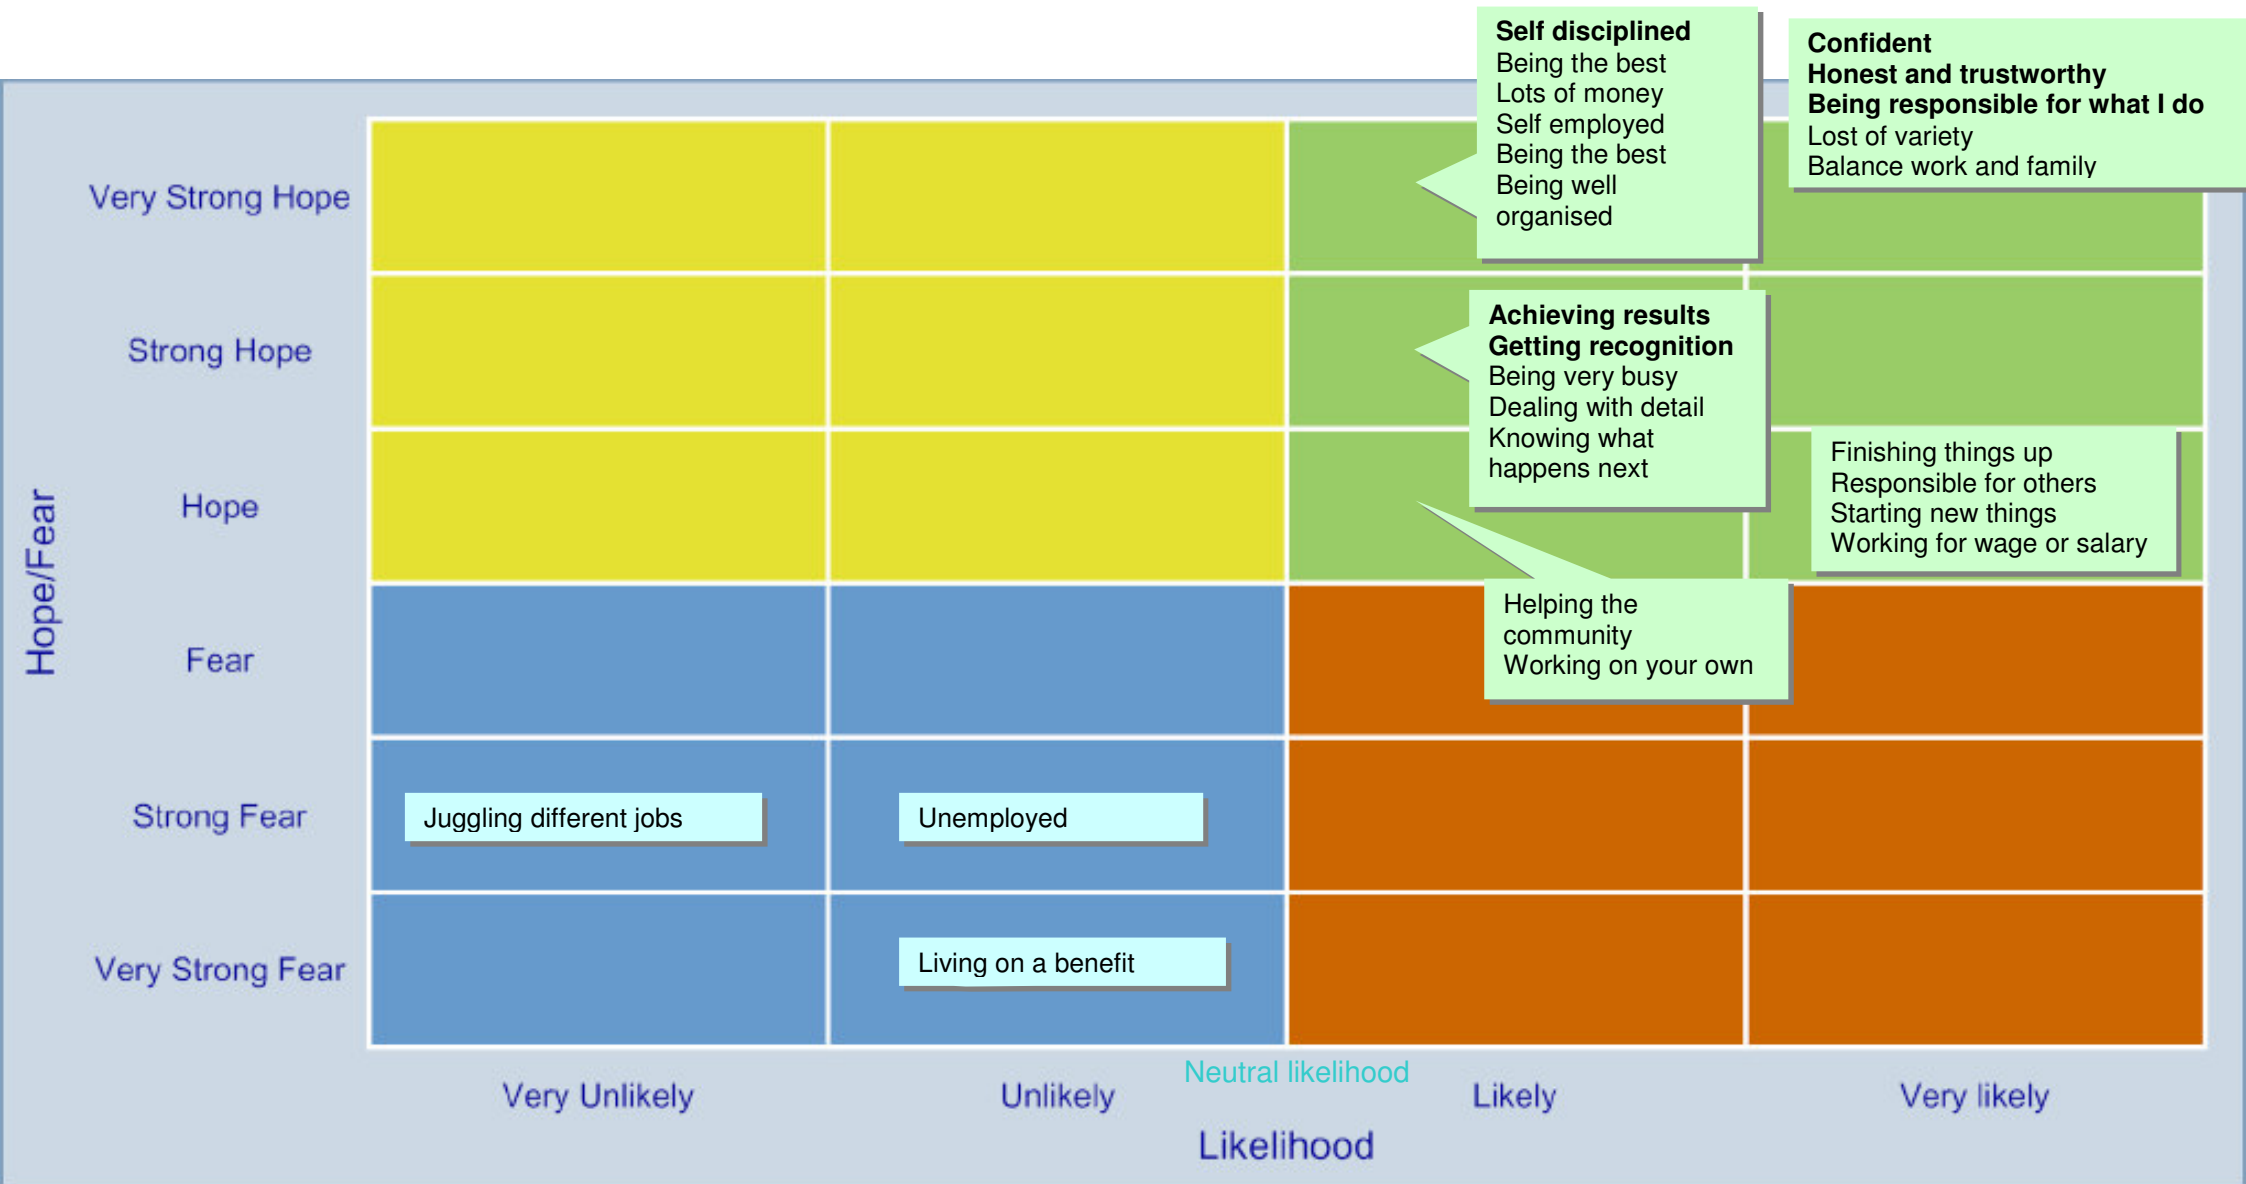 Self disciplined
Being the best
Lots of money
Self employed
Being the best
Being well
organised
Confident
Honest and trustworthy
Being responsible for what I do
Lost of variety
Balance work and family
Very Strong Hope
Strong Hope
Achieving results
Getting recognition
Being very busy
Dealing with detail
Knowing what
happens next
Hope
Finishing things up
Responsible for others
Starting new things
Working for wage or salary
Hope/Fear
Helping the
community
Working on your own
Fear
Strong Fear
Juggling different jobs
Unemployed
Very Strong Fear
Living on a benefit
Neutral likelihood
Very Unlikely
Unlikely
Likely
Very likely
Likelihood